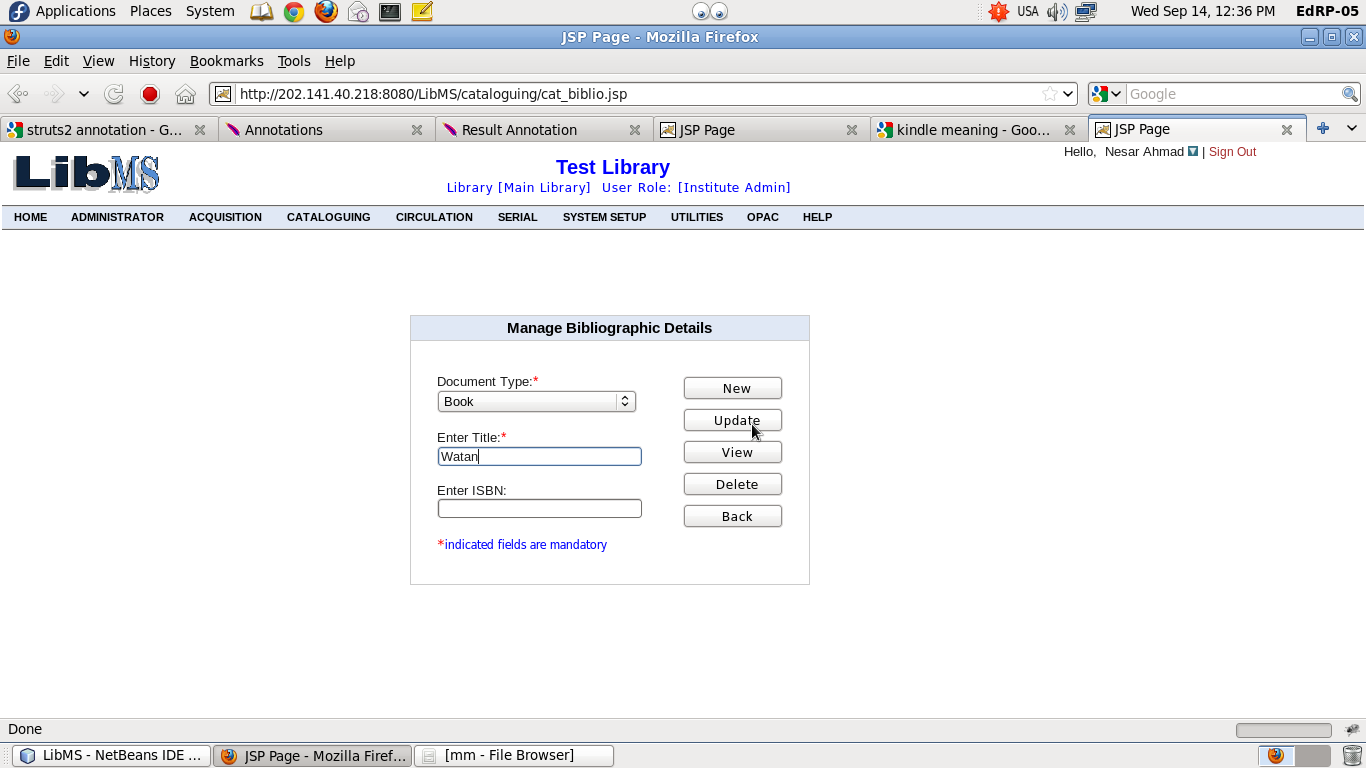 Applications Places System USA Wed Sep 14, 12:36 PM EdRP-05
JSP Page - Mozilla Firefox
File Edit View History Bookmarks Tools Help
http://202.141.40.218:8080/LibMS/cataloguing/cat_biblio.jsp Google
struts2 annotation - G... Annotations Result Annotation JSP Page kindle meaning - Goo... JSP Page
Hello, Nesar Ahmad | Sign Out
LibMS
Test Library
Library [Main Library] User Role: [Institute Admin]
HOME ADMINISTRATOR ACQUISITION CATALOGUING CIRCULATION SERIAL SYSTEM SETUP UTILITIES OPAC HELP
Manage Bibliographic Details
Document Type:*
Book
Enter Title:*
Watan
Enter ISBN:
*indicated fields are mandatory
New
Update
View
Delete
Back
Done
LibMS - NetBeans IDE ... JSP Page - Mozilla Firef... [mm - File Browser]